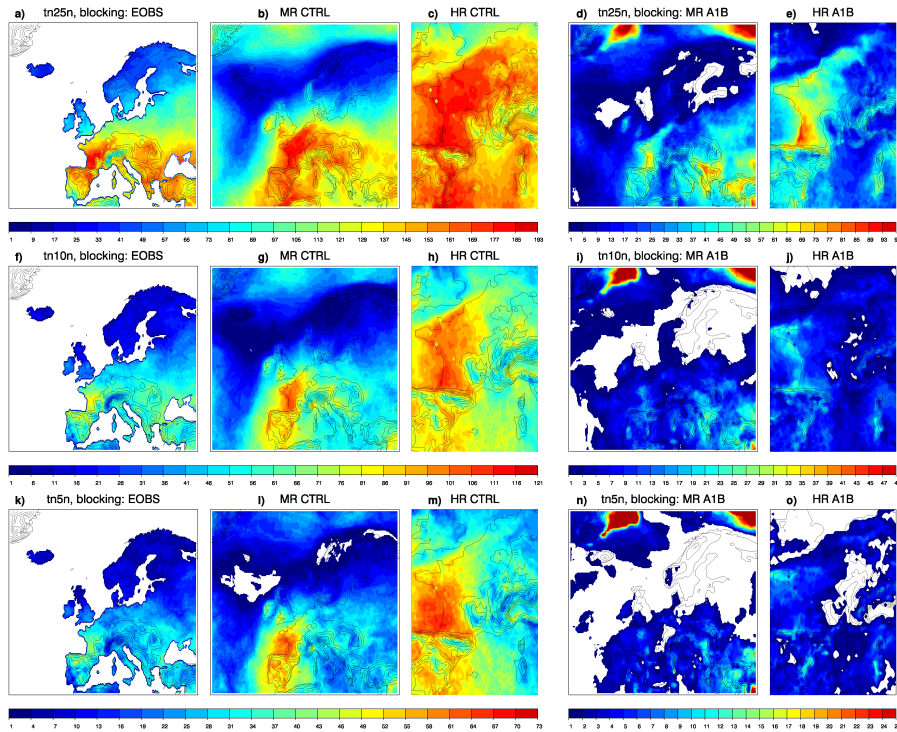 a) tn25n, blocking: EOBS b) MR CTRL c) HR CTRL d) tn25n, blocking: MR A1B e) HR A1B
1 9 17 25 33 41 49 57 65 73 81 89 97 105 113 121 129 137 145 153 161 169 177 185 193
1 5 9 13 17 21 25 29 33 37 41 45 49 53 57 61 65 69 73 77 81 85 89 93
f) tn10n, blocking: EOBS g) MR CTRL h) HR CTRL i) tn10n, blocking: MR A1B j) HR A1B
1 6 11 16 21 26 31 36 41 46 51 56 61 66 71 76 81 86 91 96 101 106 111 116 121
1 3 5 7 9 11 13 15 17 19 21 23 25 27 29 31 33 35 37 39 41 43 45 47
k) tn5n, blocking: EOBS l) MR CTRL m) HR CTRL n) tn5n, blocking: MR A1B o) HR A1B
1 4 7 10 13 16 19 22 25 28 31 34 37 40 43 46 49 52 55 58 61 64 67 70 73
1 2 3 4 5 6 7 8 9 10 11 12 13 14 15 16 17 18 19 20 21 22 23 24